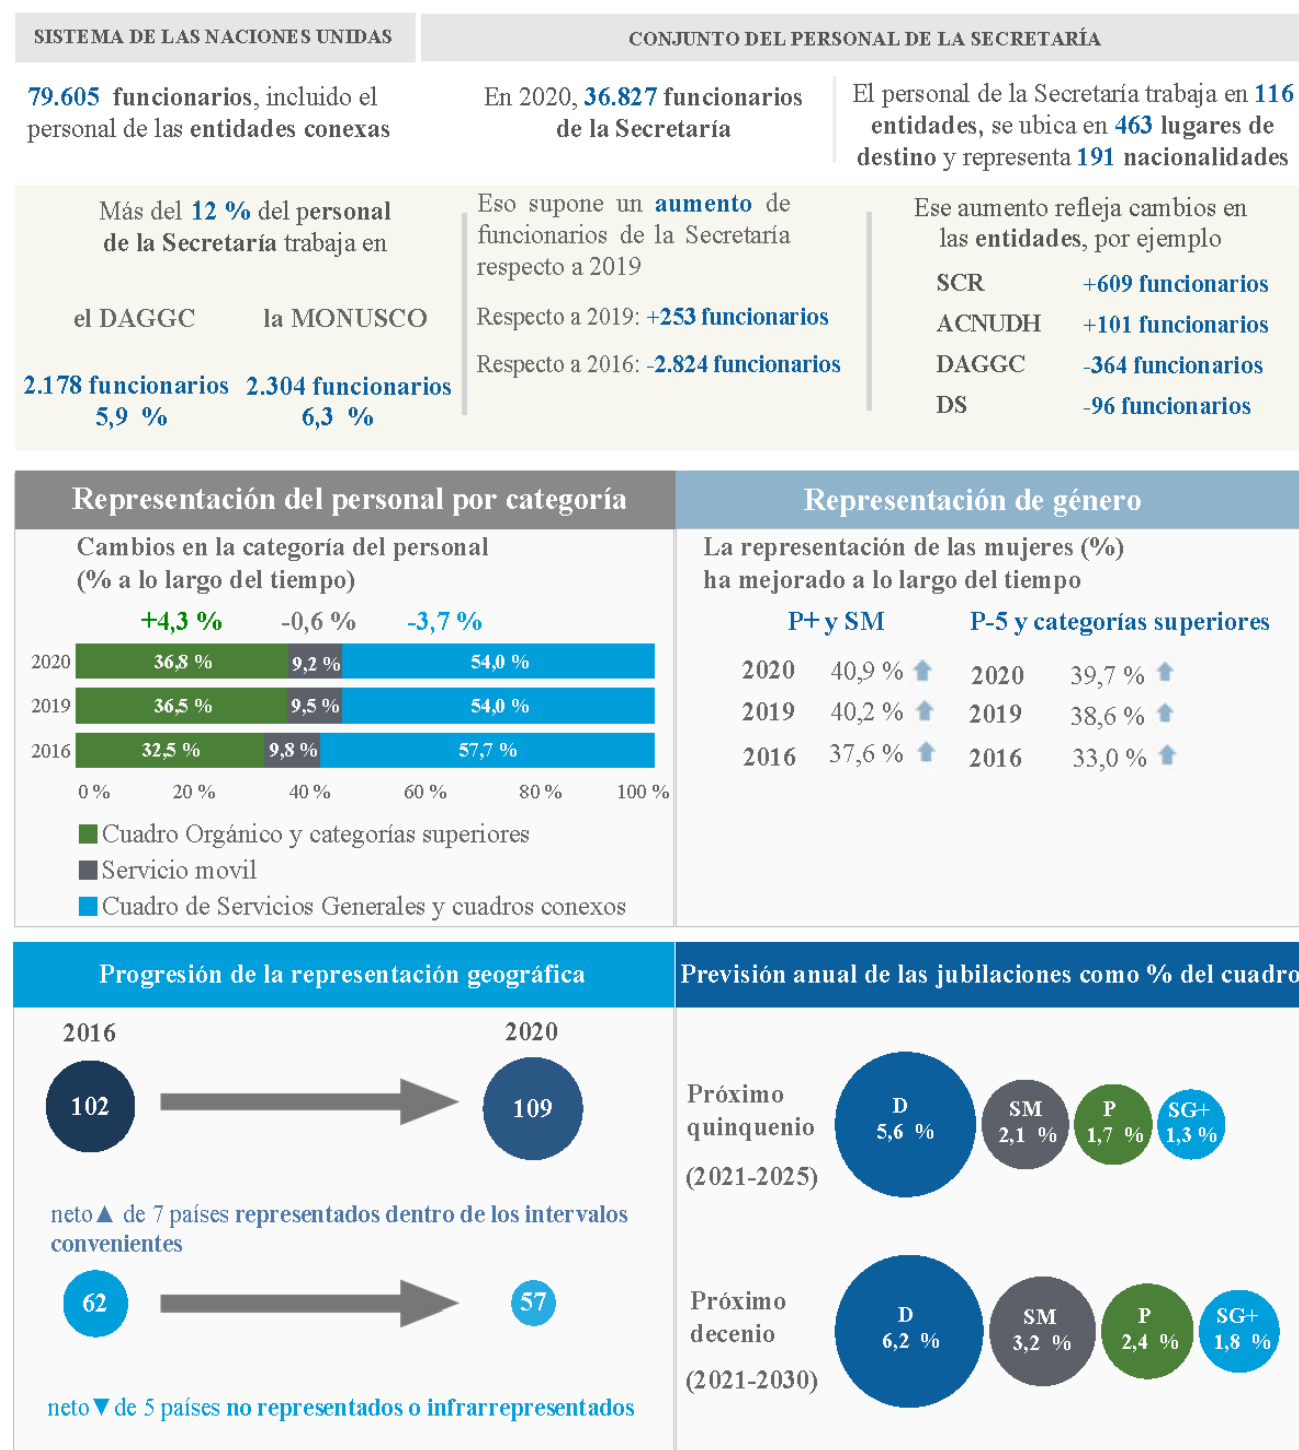 SISTEMA DE LAS NACIONES UNIDAS
CONJUNTO DEL PERSONAL DE LA SECRETARÍA
79.605 funcionarios, incluido el
personal de las entidades conexas
En 2020, 36.827 funcionarios
de la Secretaría
El personal de la Secretaría trabaja en 116
entidades, se ubica en 463 lugares de
destino y representa 191 nacionalidades
Más del 12 % del personal
de la Secretaría trabaja en
el DAGGC
la MONUSCO
2.178 funcionarios
5,9 %
2.304 funcionarios
6,3 %
Eso supone un aumento de
funcionarios de la Secretaría
respecto a 2019
Respecto a 2019: +253 funcionarios
Respecto a 2016: -2.824 funcionarios
Ese aumento refleja cambios en
las entidades, por ejemplo
SCR +609 funcionarios
ACNUDH +101 funcionarios
DAGGC -364 funcionarios
DS -96 funcionarios
Representación del personal por categoría
Cambios en la categoría del personal
(% a lo largo del tiempo)
+4,3 % -0,6 % -3,7 %
2020 36,8 % 9,2 % 54,0 %
2019 36,5 % 9,5 % 54,0 %
2016 32,5 % 9,8 % 57,7 %
0 % 20 % 40 % 60 % 80 % 100 %
Cuadro Orgánico y categorías superiores
Servicio movil
Cuadro de Servicios Generales y cuadros conexos
Representación de género
La representación de las mujeres (%)
ha mejorado a lo largo del tiempo
P+ y SM
2020 40,9 %
2019 40,2 %
2016 37,6 %
P-5 y categorías superiores
2020 39,7 %
2019 38,6 %
2016 33,0 %
Progresión de la representación geográfica
2016 2020
102 109
neto ▲ de 7 países representados dentro de los intervalos
convenientes
62 57
neto ▼ de 5 países no representados o infrarrepresentados
Previsión anual de las jubilaciones como % del cuadro
Próximo
quinquenio
(2021-2025)
D
5,6 %
SM
2,1 %
P
1,7 %
SG+
1,3 %
Próximo
decenio
(2021-2030)
D
6,2 %
SM
3,2 %
P
2,4 %
SG+
1,8 %